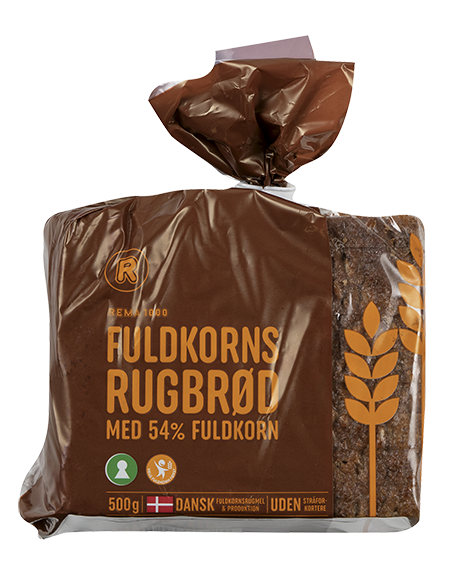 R
REMA 1000
FULDKORNS
RUGBRØD
MED 54% FULDKORN
500g DANSK FULDKORNSRUGMEL & PRODUKTION UDEN STRÅFOR-KORTERE